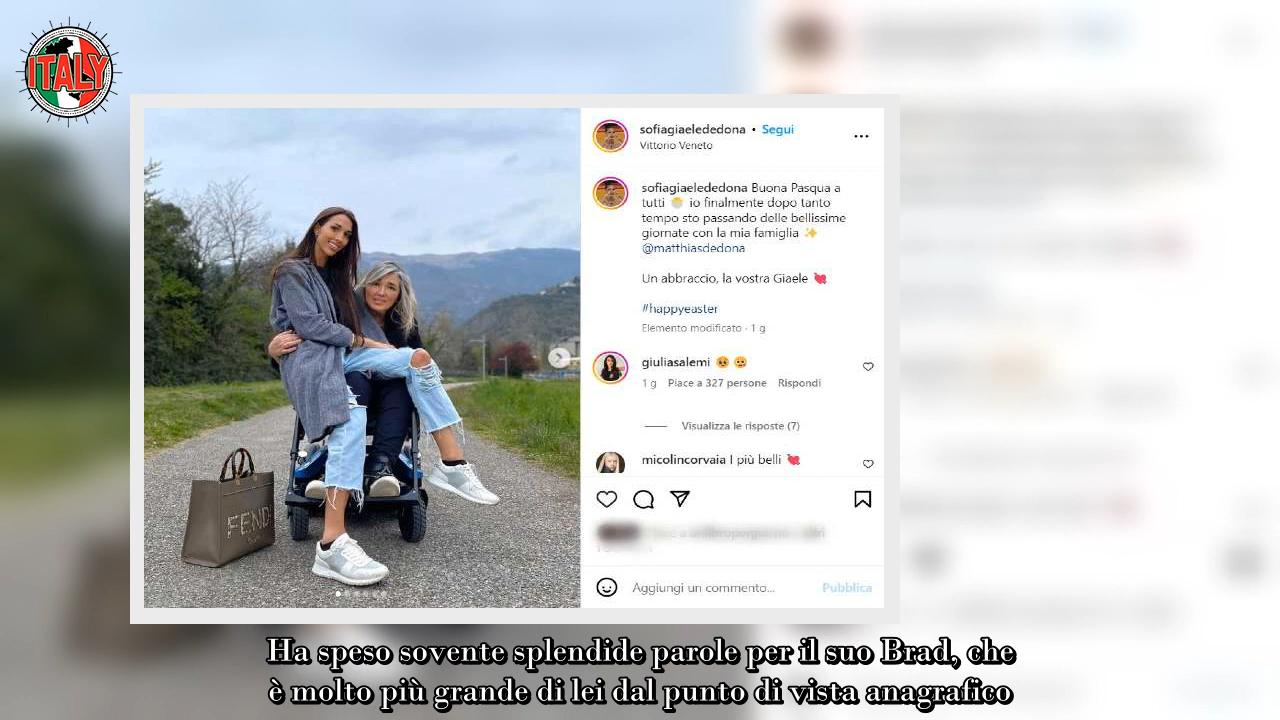 ITALY
sofiagiaelededona • Segui
Vittorio Veneto
sofiagiaelededona Buona Pasqua a
tutti 🐣 io finalmente dopo tanto
tempo sto passando delle bellissime
giornate con la mia famiglia ✨
@matthiasdedona
Un abbraccio, la vostra Giaele 💘
#happyeaster
Elemento modificato · 1 g
giuliasalemi 🥹 🥹
1 g Piace a 327 persone Rispondi
Visualizza le risposte (7)
micolincorvaia I più belli 💘
Aggiungi un commento... Pubblica
FENDI
Ha speso sovente splendide parole per il suo Brad, che
è molto più grande di lei dal punto di vista anagrafico